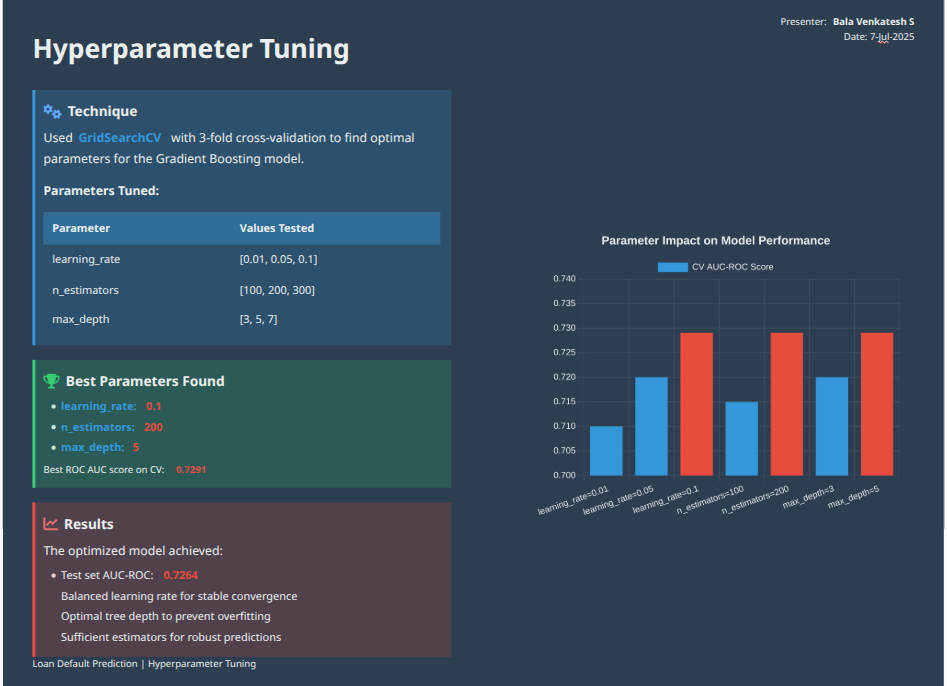 Presenter: Bala Venkatesh S
Date: 7-Jul-2025
Hyperparameter Tuning
Technique
Used GridSearchCV with 3-fold cross-validation to find optimal
parameters for the Gradient Boosting model.
Parameters Tuned:
Parameter Values Tested
learning_rate [0.01, 0.05, 0.1]
n_estimators [100, 200, 300]
max_depth [3, 5, 7]
Best Parameters Found
• learning_rate: 0.1
• n_estimators: 200
• max_depth: 5
Best ROC AUC score on CV: 0.7291
Results
The optimized model achieved:
• Test set AUC-ROC: 0.7264
Balanced learning rate for stable convergence
Optimal tree depth to prevent overfitting
Sufficient estimators for robust predictions
Parameter Impact on Model Performance
CV AUC-ROC Score
0.740
0.735
0.730
0.725
0.720
0.715
0.710
0.705
0.700
learning_rate=0.01
learning_rate=0.05
learning_rate=0.1
n_estimators=100
n_estimators=200
max_depth=3
max_depth=5
Loan Default Prediction | Hyperparameter Tuning